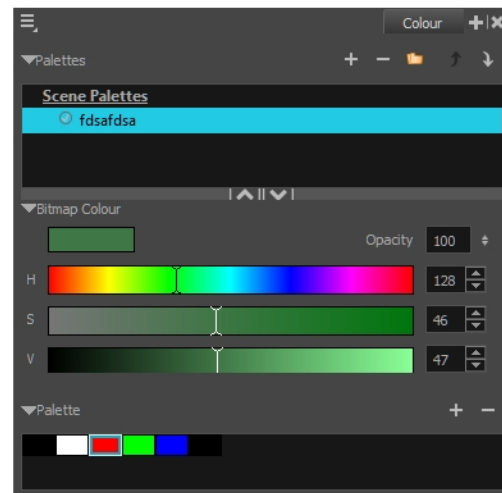 Colour
Palettes
Scene Palettes
fdsafdsa
Bitmap Colour
Opacity 100
H 128
S 46
V 47
Palette